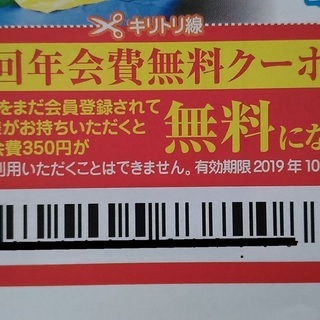 キリトリ線
回年会費無料クーポ
をまだ会員登録されて
がお持ちいただくと
会費350円が
無料にな
利用いただくことはできません。有効期限2019年10